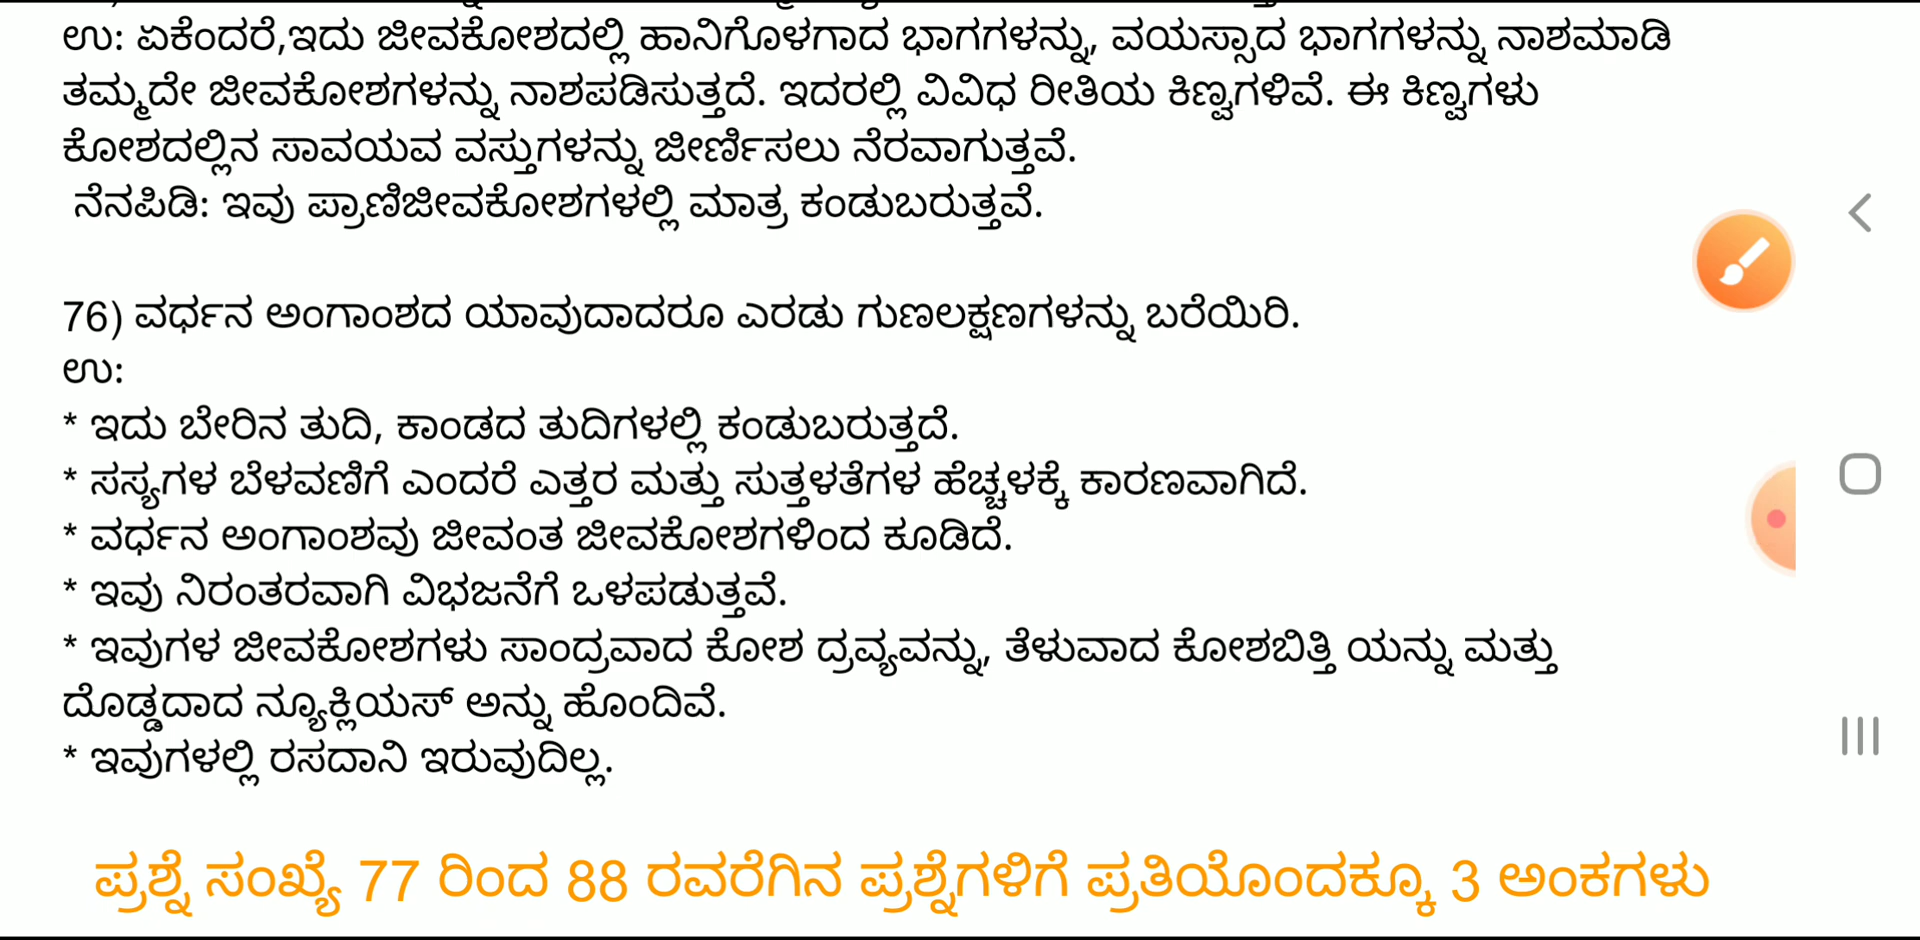 ಉ: ಏಕೆಂದರೆ,ಇದು ಜೀವಕೋಶದಲ್ಲಿ ಹಾನಿಗೊಳಗಾದ ಭಾಗಗಳನ್ನು, ವಯಸ್ಸಾದ ಭಾಗಗಳನ್ನು ನಾಶಮಾಡಿ
ತಮ್ಮದೇ ಜೀವಕೋಶಗಳನ್ನು ನಾಶಪಡಿಸುತ್ತದೆ. ಇದರಲ್ಲಿ ವಿವಿಧ ರೀತಿಯ ಕಿಣ್ವಗಳಿವೆ. ಈ ಕಿಣ್ವಗಳು
ಕೋಶದಲ್ಲಿನ ಸಾವಯವ ವಸ್ತುಗಳನ್ನು ಜೀರ್ಣಿಸಲು ನೆರವಾಗುತ್ತವೆ.
ನೆನಪಿಡಿ: ಇವು ಪ್ರಾಣಿಜೀವಕೋಶಗಳಲ್ಲಿ ಮಾತ್ರ ಕಂಡುಬರುತ್ತವೆ.
76) ವರ್ಧನ ಅಂಗಾಂಶದ ಯಾವುದಾದರೂ ಎರಡು ಗುಣಲಕ್ಷಣಗಳನ್ನು ಬರೆಯಿರಿ.
ಉ:
* ಇದು ಬೇರಿನ ತುದಿ, ಕಾಂಡದ ತುದಿಗಳಲ್ಲಿ ಕಂಡುಬರುತ್ತದೆ.
* ಸಸ್ಯಗಳ ಬೆಳವಣಿಗೆ ಎಂದರೆ ಎತ್ತರ ಮತ್ತು ಸುತ್ತಳತೆಗಳ ಹೆಚ್ಚಳಕ್ಕೆ ಕಾರಣವಾಗಿದೆ.
* ವರ್ಧನ ಅಂಗಾಂಶವು ಜೀವಂತ ಜೀವಕೋಶಗಳಿಂದ ಕೂಡಿದೆ.
* ಇವು ನಿರಂತರವಾಗಿ ವಿಭಜನೆಗೆ ಒಳಪಡುತ್ತವೆ.
* ಇವುಗಳ ಜೀವಕೋಶಗಳು ಸಾಂದ್ರವಾದ ಕೋಶ ದ್ರವ್ಯವನ್ನು, ತೆಳುವಾದ ಕೋಶಬಿತ್ತಿ ಯನ್ನು ಮತ್ತು
ದೊಡ್ಡದಾದ ನ್ಯೂಕ್ಲಿಯಸ್ ಅನ್ನು ಹೊಂದಿವೆ.
* ಇವುಗಳಲ್ಲಿ ರಸದಾನಿ ಇರುವುದಿಲ್ಲ.
ಪ್ರಶ್ನೆ ಸಂಖ್ಯೆ 77 ರಿಂದ 88 ರವರೆಗಿನ ಪ್ರಶ್ನೆಗಳಿಗೆ ಪ್ರತಿಯೊಂದಕ್ಕೂ 3 ಅಂಕಗಳು